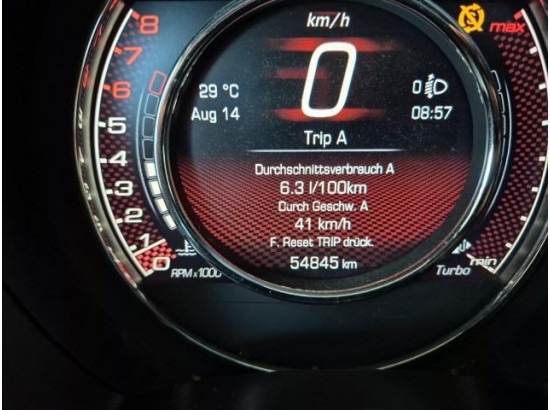 km/h
8
max
7
6
5
4
3
2
1
0
RPM x1000
0
29 °C
Aug 14
0
08:57
Trip A
Durchschnittsverbrauch A
6.3 l/100km
Durch Geschw. A
41 km/h
F. Reset TRIP drück.
54845 km
min
Turbo